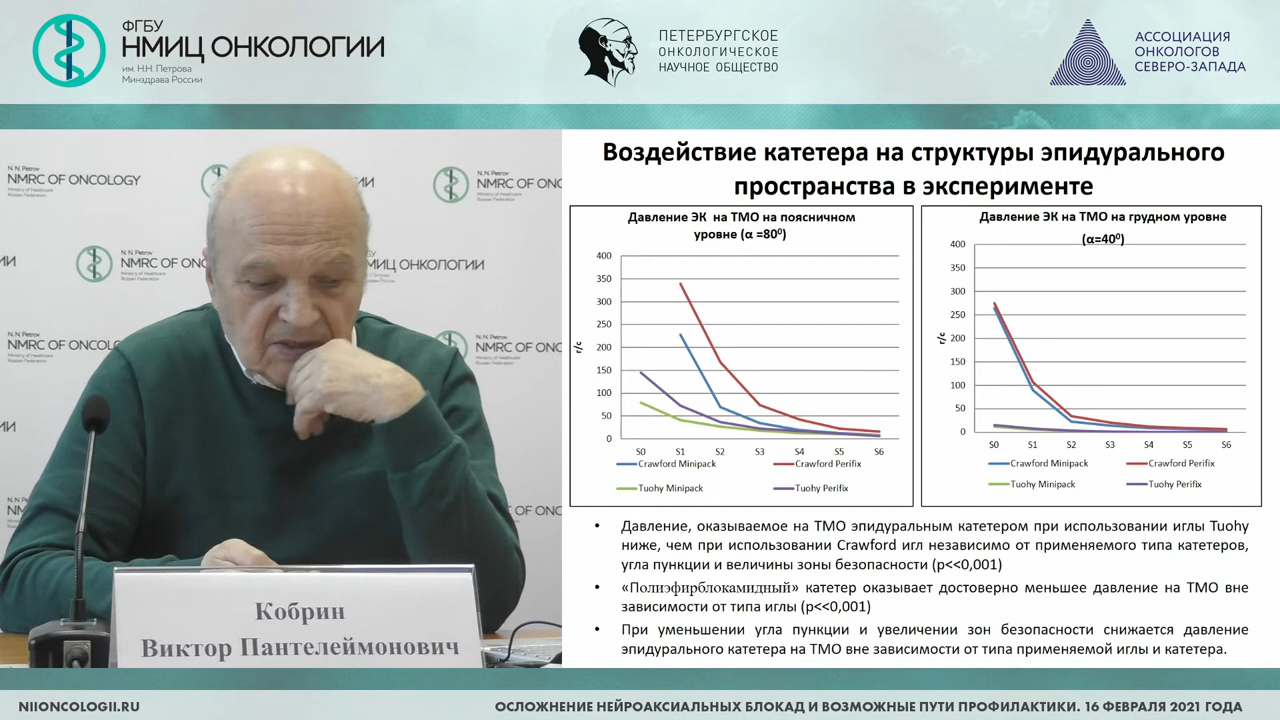 ФГБУ
НМИЦ ОНКОЛОГИИ
им. Н.Н. Петрова
Минздрава России
ПЕТЕРБУРГСКОЕ
ОНКОЛОГИЧЕСКОЕ
НАУЧНОЕ ОБЩЕСТВО
АССОЦИАЦИЯ
ОНКОЛОГОВ
СЕВЕРО-ЗАПАДА
N.N. Petrov
NMRC OF ONCOLOGY
Ministry of Healthcare
Russian Federation
NMRC OF ONC
NMRC OF ONC
МИЦ ОНКОЛОГИИ
NMRC OF ONCOLO
Кобрин
Виктор Пантелеймонович
Воздействие катетера на структуры эпидурального
пространства в эксперименте
Давление ЭК на ТМО на поясничном
уровне (α =80⁰)
400
350
300
250
200
150
100
50
0
г/с
S0 S1 S2 S3 S4 S5 S6
Crawford Minipack Crawford Perifix
Tuohy Minipack Tuohy Perifix
Давление ЭК на ТМО на грудном уровне
(α=40⁰)
400
350
300
250
200
150
100
50
0
г/с
S0 S1 S2 S3 S4 S5 S6
Crawford Minipack Crawford Perifix
Tuohy Minipack Tuohy Perifix
• Давление, оказываемое на ТМО эпидуральным катетером при использовании иглы Tuohy
ниже, чем при использовании Crawford игл независимо от применяемого типа катетеров,
угла пункции и величины зоны безопасности (p<<0,001)
• «Полиэфирблокамидный» катетер оказывает достоверно меньшее давление на ТМО вне
зависимости от типа иглы (p<<0,001)
• При уменьшении угла пункции и увеличении зон безопасности снижается давление
эпидурального катетера на ТМО вне зависимости от типа применяемой иглы и катетера.
NIIONCOLOGII.RU
ОСЛОЖНЕНИЕ НЕЙРОАКСИАЛЬНЫХ БЛОКАД И ВОЗМОЖНЫЕ ПУТИ ПРОФИЛАКТИКИ. 16 ФЕВРАЛЯ 2021 ГОДА